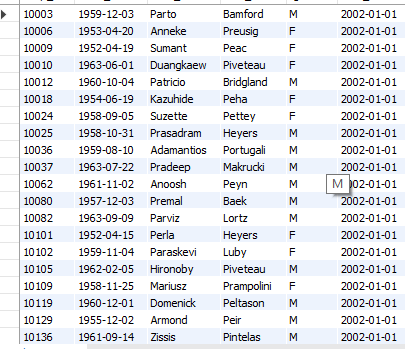 10003 1959-12-03 Parto Bamford M 2002-01-01
10006 1953-04-20 Anneke Preusig F 2002-01-01
10009 1952-04-19 Sumant Peac F 2002-01-01
10010 1963-06-01 Duangkaew Piveteau F 2002-01-01
10012 1960-10-04 Patricio Bridgland M 2002-01-01
10018 1954-06-19 Kazuhide Peha F 2002-01-01
10024 1958-09-05 Suzette Pettey F 2002-01-01
10025 1958-10-31 Prasadram Heyers M 2002-01-01
10036 1959-08-10 Adamantios Portugali M 2002-01-01
10037 1963-07-22 Pradeep Makrucki M 2002-01-01
10062 1961-11-02 Anoosh Peyn M M 02-01-01
10080 1957-12-03 Premal Baek M 2002-01-01
10082 1963-09-09 Parviz Lortz M 2002-01-01
10101 1952-04-15 Perla Heyers F 2002-01-01
10102 1959-11-04 Paraskevi Luby F 2002-01-01
10105 1962-02-05 Hironoby Piveteau M 2002-01-01
10109 1958-11-25 Mariusz Prampolini F 2002-01-01
10119 1960-12-01 Domenick Peltason M 2002-01-01
10129 1955-12-02 Armond Peir M 2002-01-01
10136 1961-09-14 Zissis Pintelas M 2002-01-01